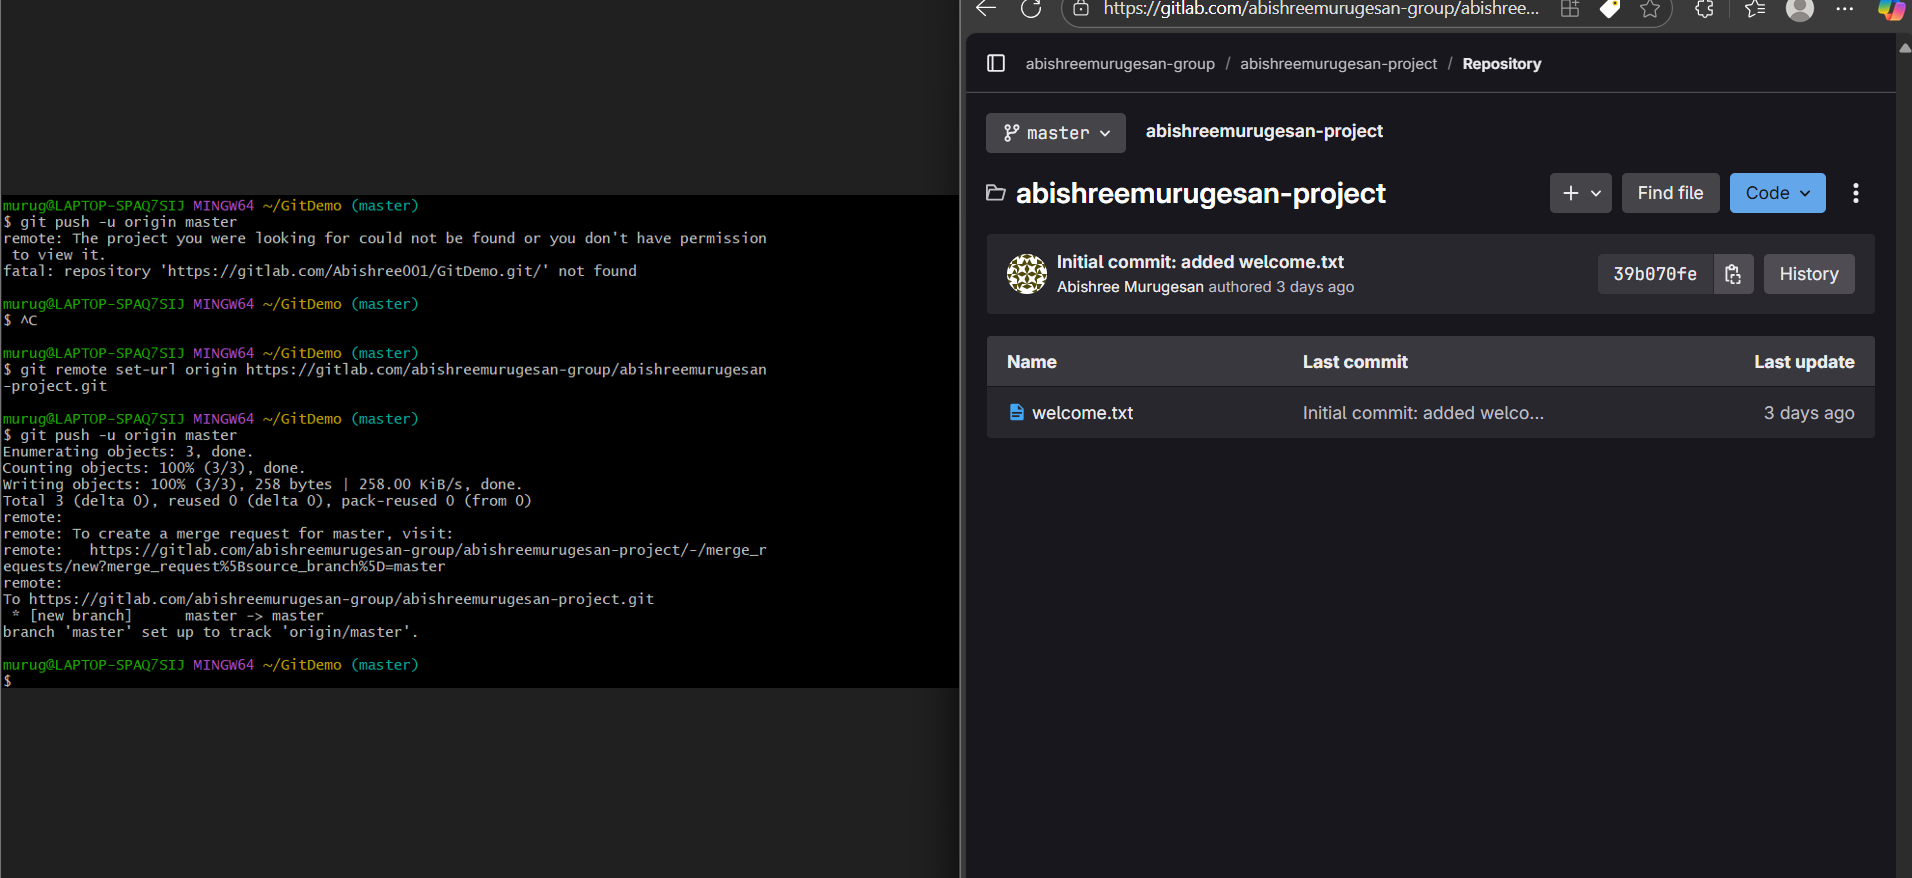 murug@LAPTOP-SPAQ7SIJ MINGW64 ~/GitDemo (master)
$ git push -u origin master
remote: The project you were looking for could not be found or you don't have permission
 to view it.
fatal: repository 'https://gitlab.com/Abishree001/GitDemo.git/' not found
murug@LAPTOP-SPAQ7SIJ MINGW64 ~/GitDemo (master)
$ ^C
murug@LAPTOP-SPAQ7SIJ MINGW64 ~/GitDemo (master)
$ git remote set-url origin https://gitlab.com/abishreemurugesan-group/abishreemurugesan
-project.git
murug@LAPTOP-SPAQ7SIJ MINGW64 ~/GitDemo (master)
$ git push -u origin master
Enumerating objects: 3, done.
Counting objects: 100% (3/3), done.
Writing objects: 100% (3/3), 258 bytes | 258.00 KiB/s, done.
Total 3 (delta 0), reused 0 (delta 0), pack-reused 0 (from 0)
remote:
remote: To create a merge request for master, visit:
remote:   https://gitlab.com/abishreemurugesan-group/abishreemurugesan-project/-/merge_r
equests/new?merge_request%5Bsource_branch%5D=master
remote:
To https://gitlab.com/abishreemurugesan-group/abishreemurugesan-project.git
 * [new branch]      master -> master
branch 'master' set up to track 'origin/master'.
murug@LAPTOP-SPAQ7SIJ MINGW64 ~/GitDemo (master)
$
https://gitlab.com/abishreemurugesan-group/abishree...
abishreemurugesan-group / abishreemurugesan-project / Repository
master abishreemurugesan-project
abishreemurugesan-project + Find file Code
Initial commit: added welcome.txt
Abishree Murugesan authored 3 days ago
39b070fe History
Name Last commit Last update
welcome.txt Initial commit: added welco... 3 days ago